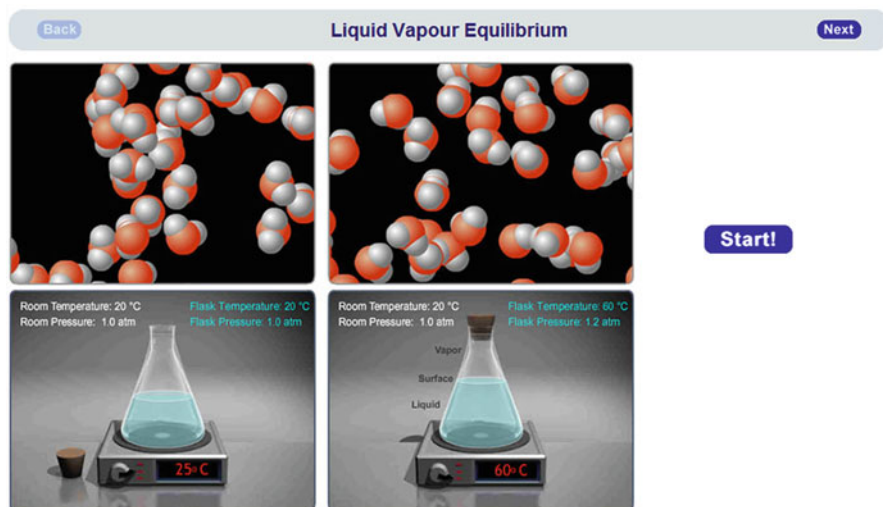 Back
Liquid Vapour Equilibrium
Next
Start!
Room Temperature: 20 °C
Flask Temperature: 20 °C
Room Pressure: 1.0 atm
Flask Pressure: 1.0 atm
25º C
Room Temperature: 20 °C
Flask Temperature: 60 °C
Room Pressure: 1.0 atm
Flask Pressure: 1.2 atm
Vapor
Surface
Liquid
60º C